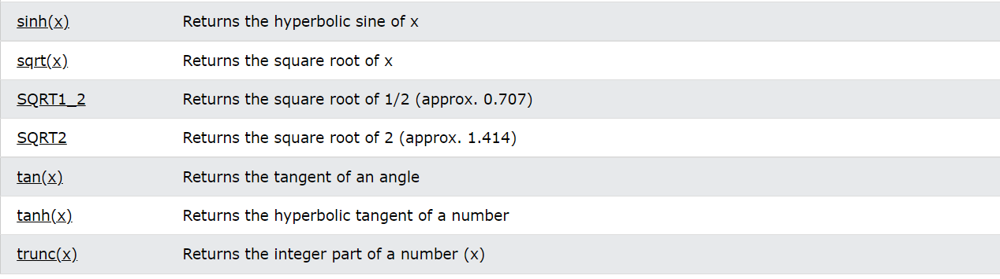 sinh(x) Returns the hyperbolic sine of x
sqrt(x) Returns the square root of x
SQRT1_2 Returns the square root of 1/2 (approx. 0.707)
SQRT2 Returns the square root of 2 (approx. 1.414)
tan(x) Returns the tangent of an angle
tanh(x) Returns the hyperbolic tangent of a number
trunc(x) Returns the integer part of a number (x)